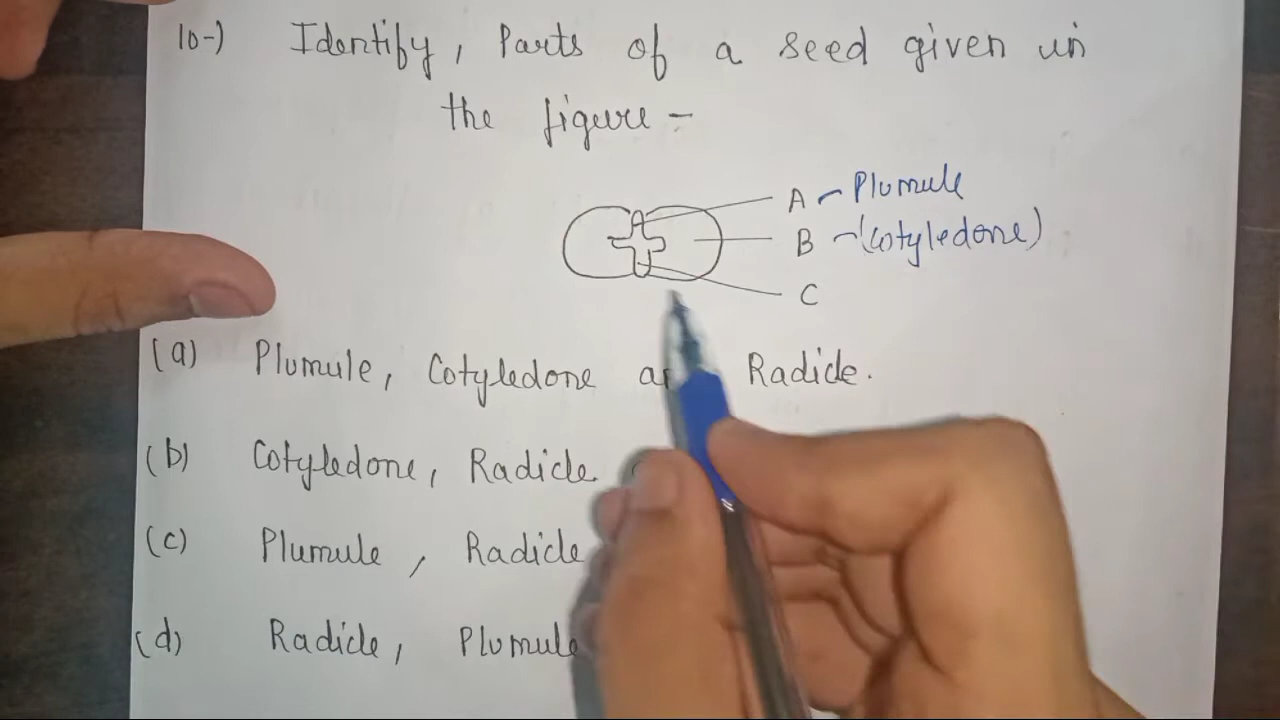 10-) Identify, Parts of a seed given in
the figure -
A - Plumule
B - (Cotyledone)
C
(a) Plumule, Cotyledone Radicle.
(b) Cotyledone, Radicle
(c) Plumule, Radicle
(d) Radicle, Plumule